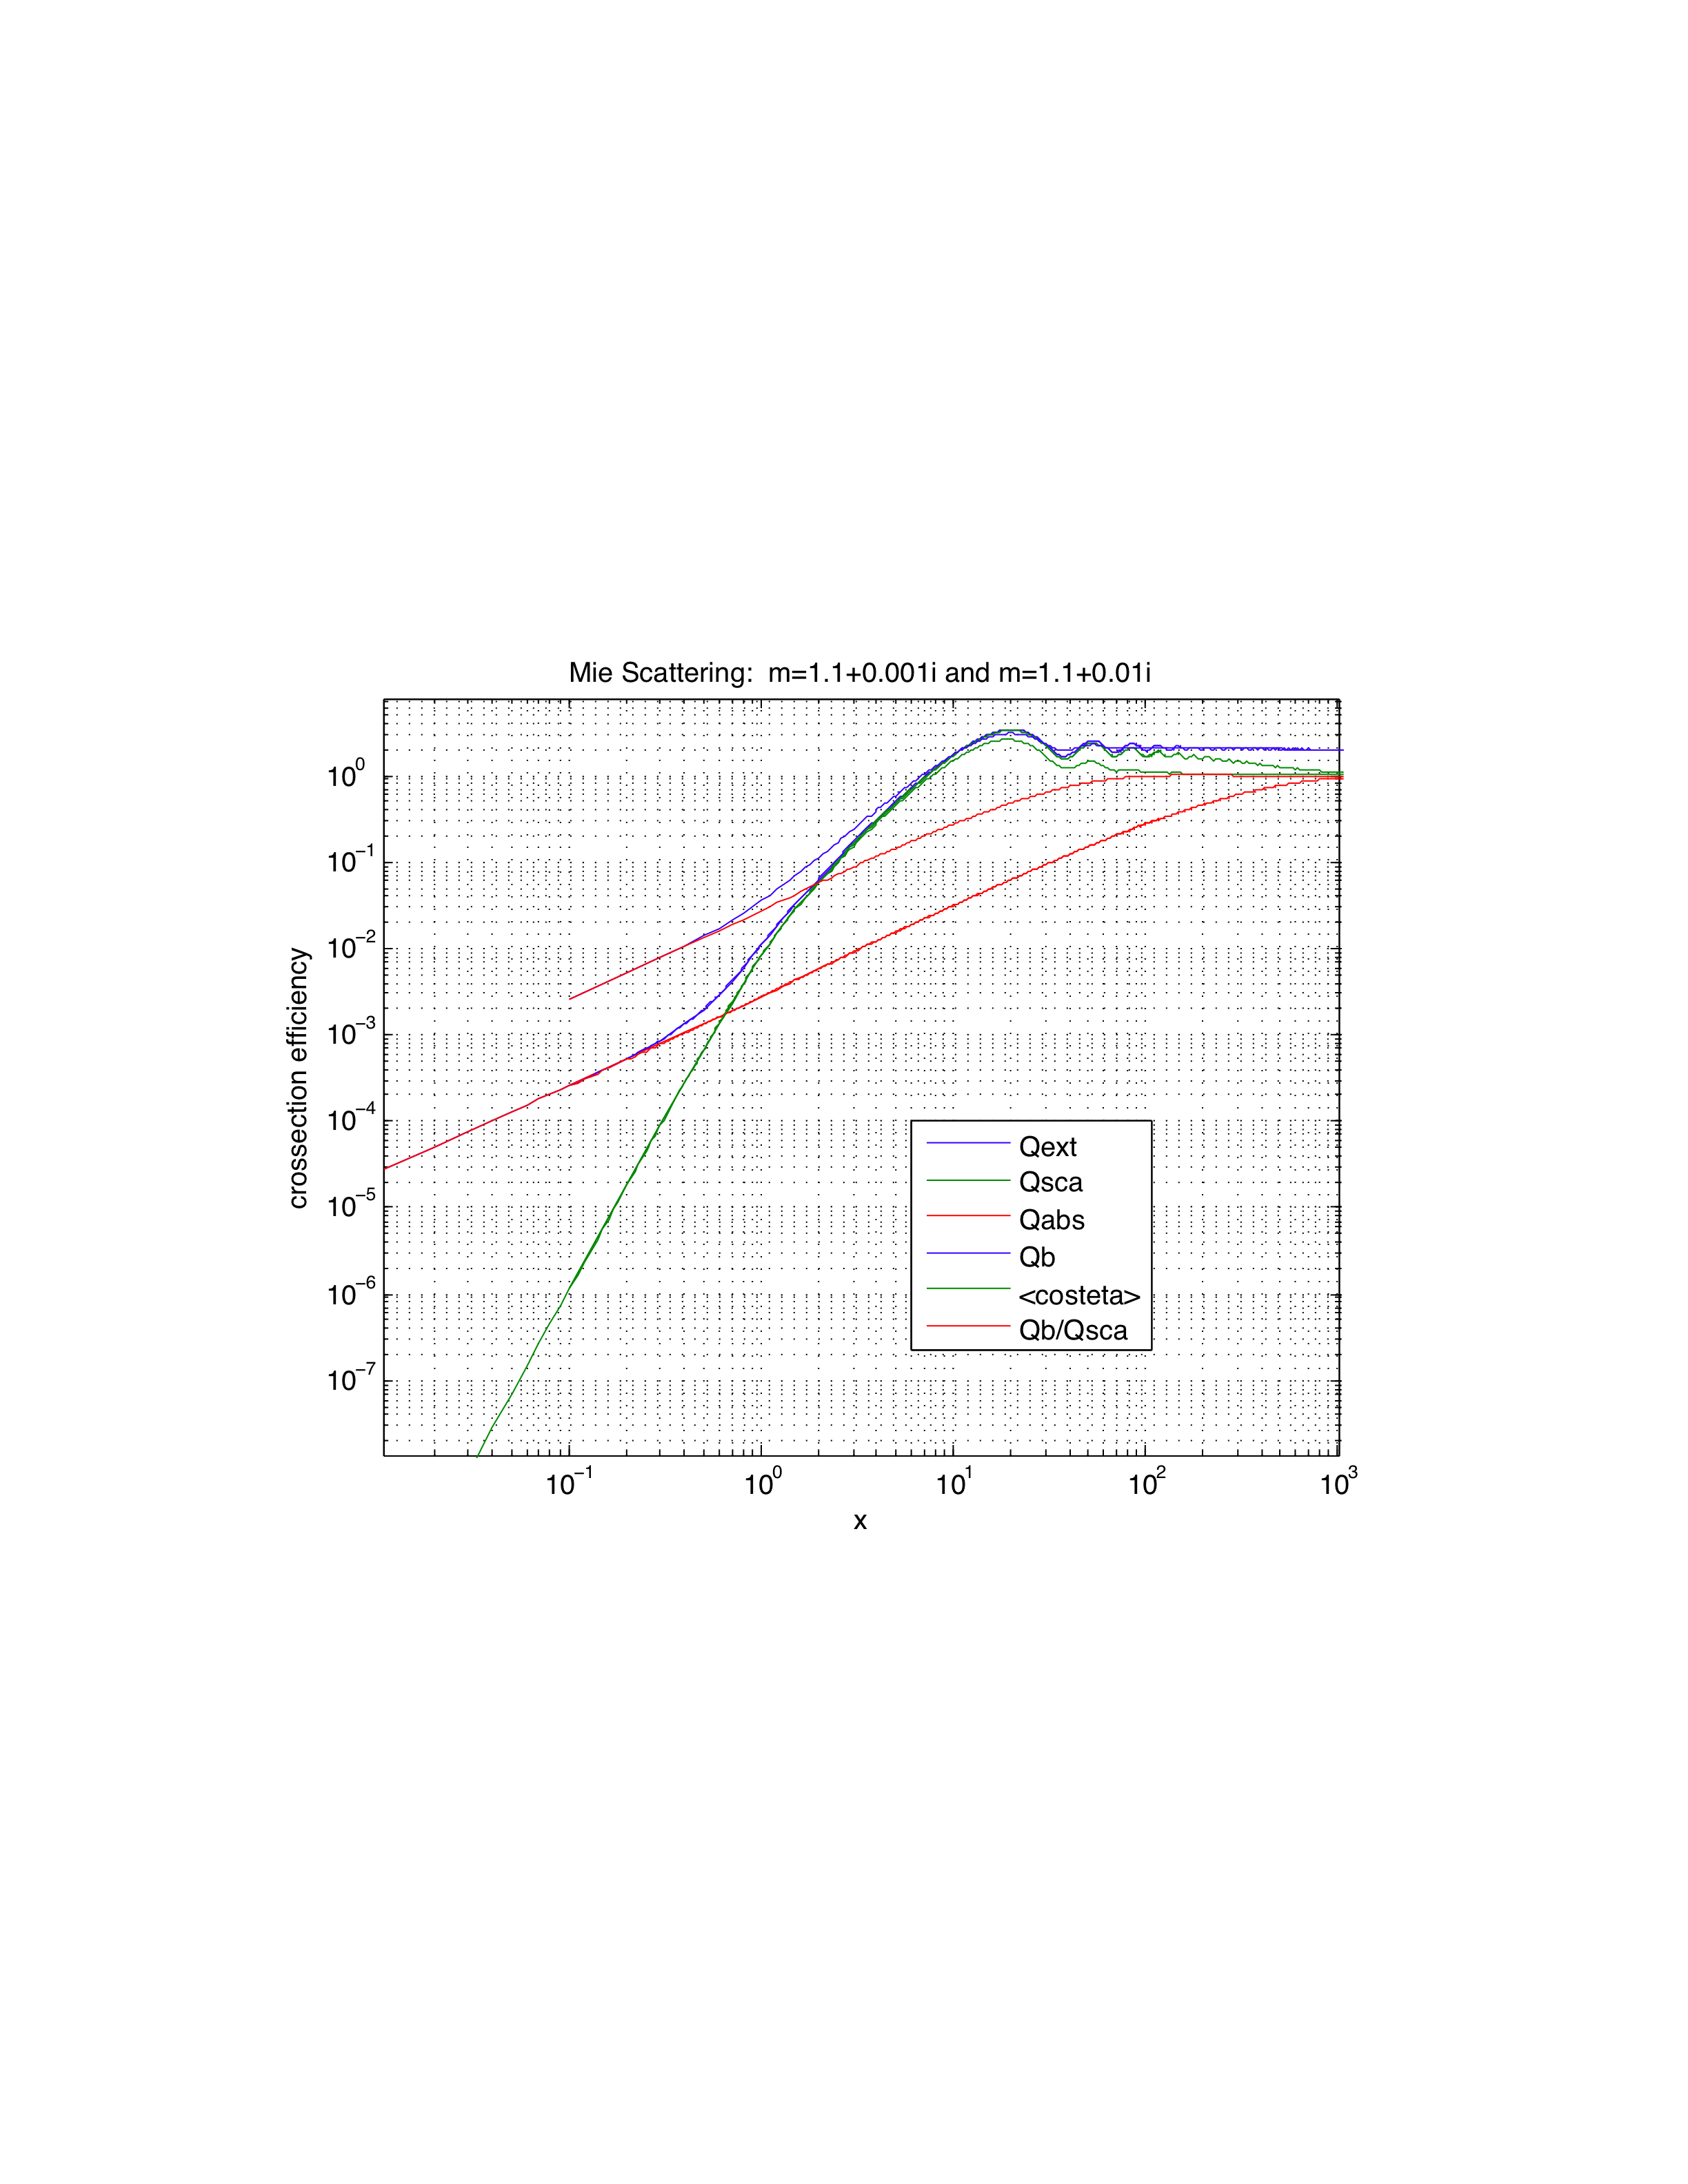 Mie Scattering:  m=1.1+0.001i and m=1.1+0.01i
crossection efficiency
10^0
10^−1
10^−2
10^−3
10^−4
10^−5
10^−6
10^−7
Qext
Qsca
Qabs
Qb
<costeta>
Qb/Qsca
10^−1 10^0 10^1 10^2 10^3
x